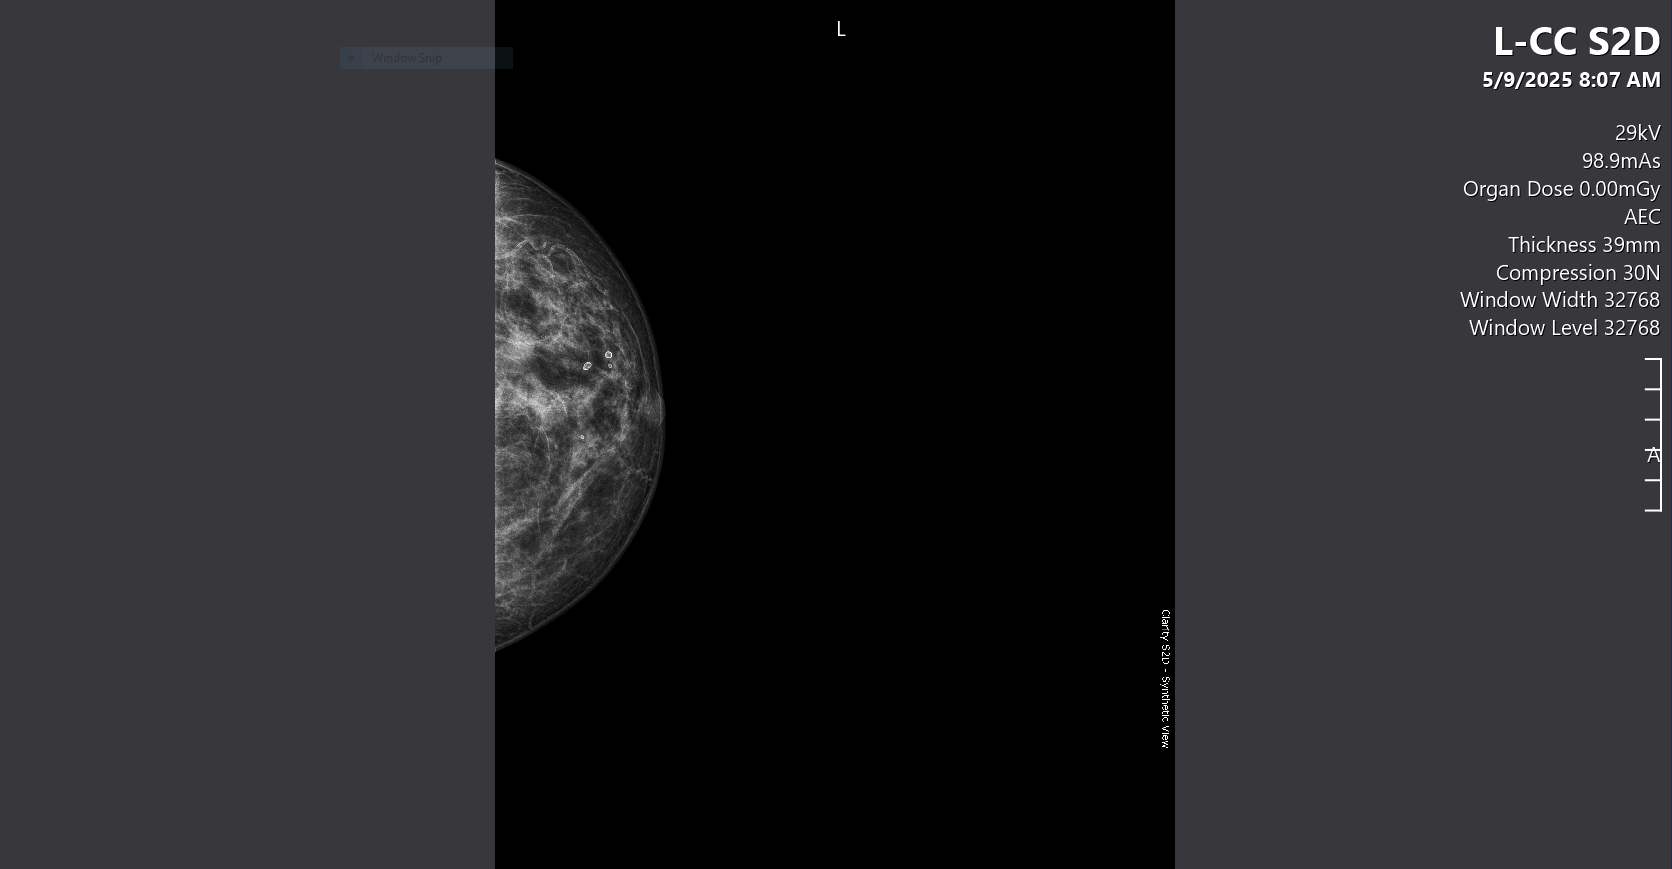 L
Window Snip
L-CC S2D
5/9/2025 8:07 AM
29kV
98.9mAs
Organ Dose 0.00mGy
AEC
Thickness 39mm
Compression 30N
Window Width 32768
Window Level 32768
A
Clarity S2D - Synthetic View